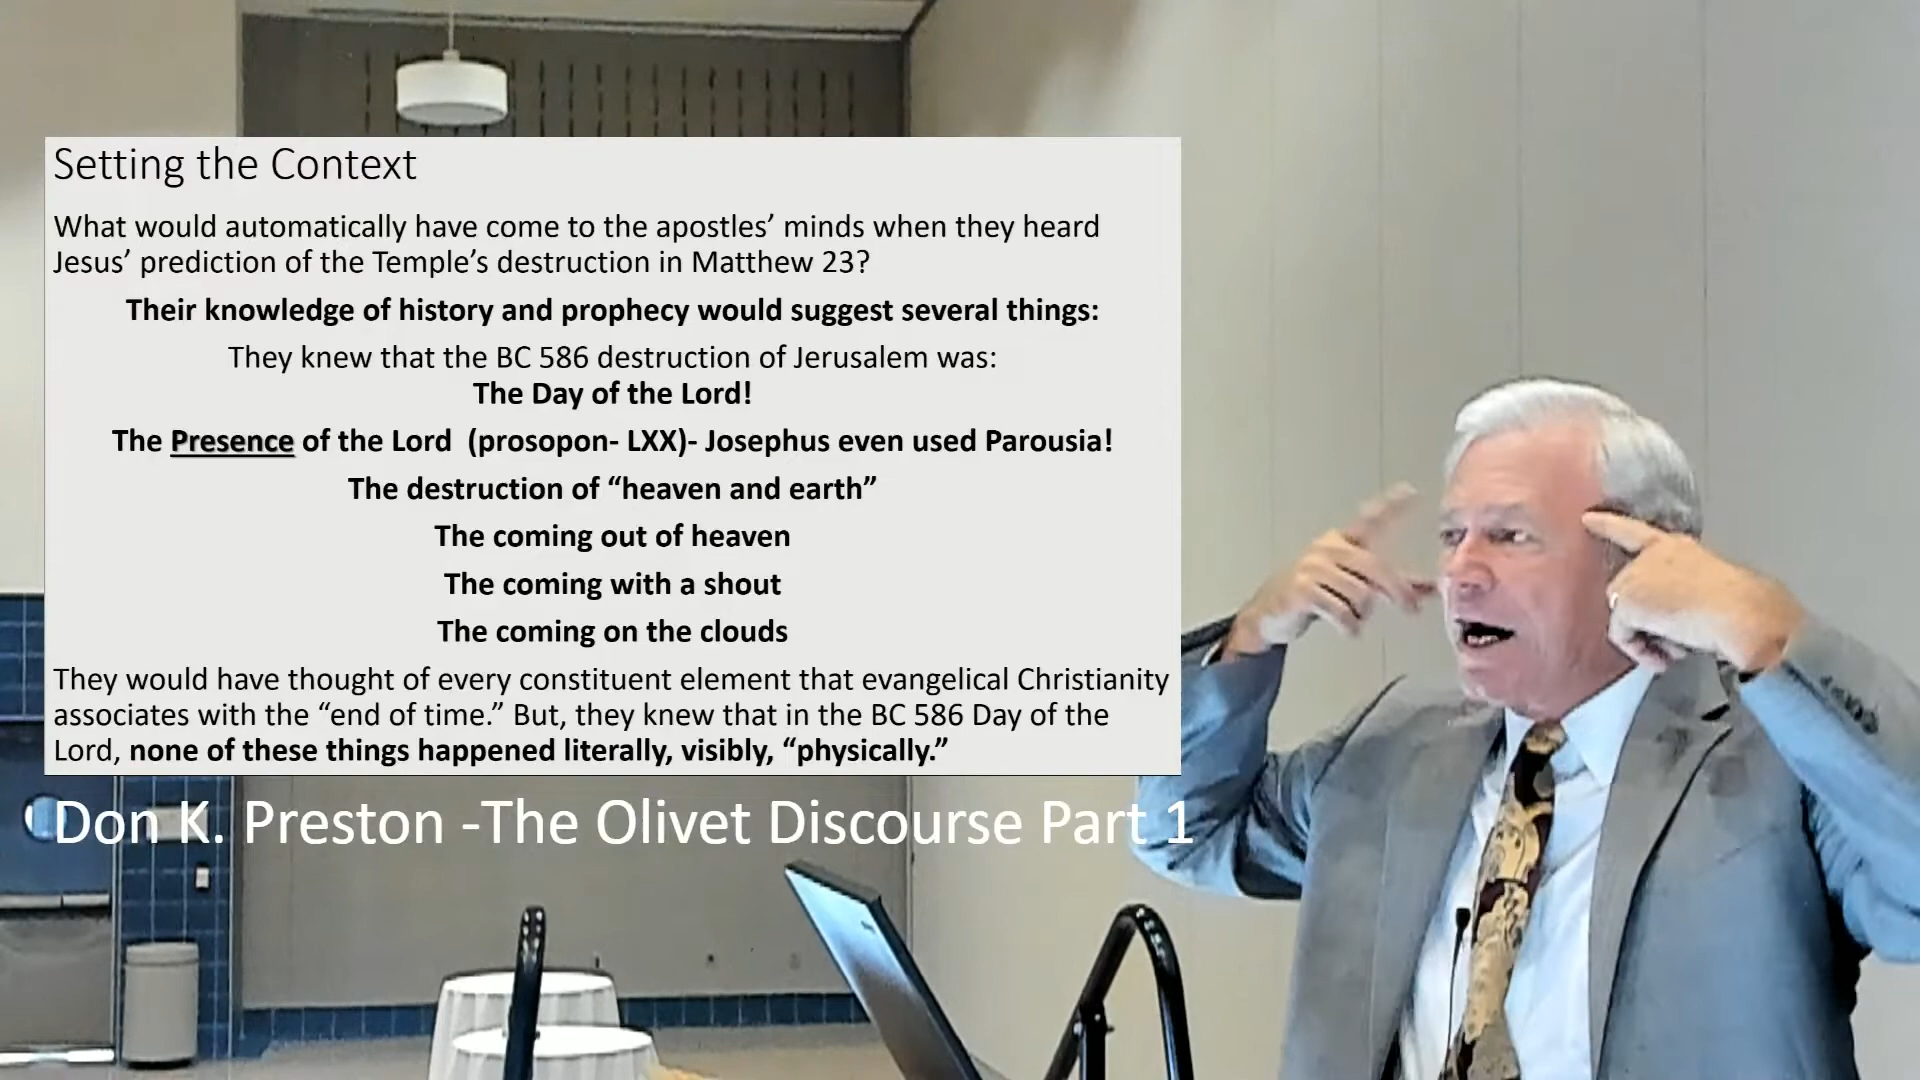 Setting the Context
What would automatically have come to the apostles’ minds when they heard
Jesus’ prediction of the Temple’s destruction in Matthew 23?
Their knowledge of history and prophecy would suggest several things:
They knew that the BC 586 destruction of Jerusalem was:
The Day of the Lord!
The Presence of the Lord (prosopon- LXX)- Josephus even used Parousia!
The destruction of “heaven and earth”
The coming out of heaven
The coming with a shout
The coming on the clouds
They would have thought of every constituent element that evangelical Christianity
associates with the “end of time.” But, they knew that in the BC 586 Day of the
Lord, none of these things happened literally, visibly, “physically.”
Don K. Preston -The Olivet Discourse Part 1